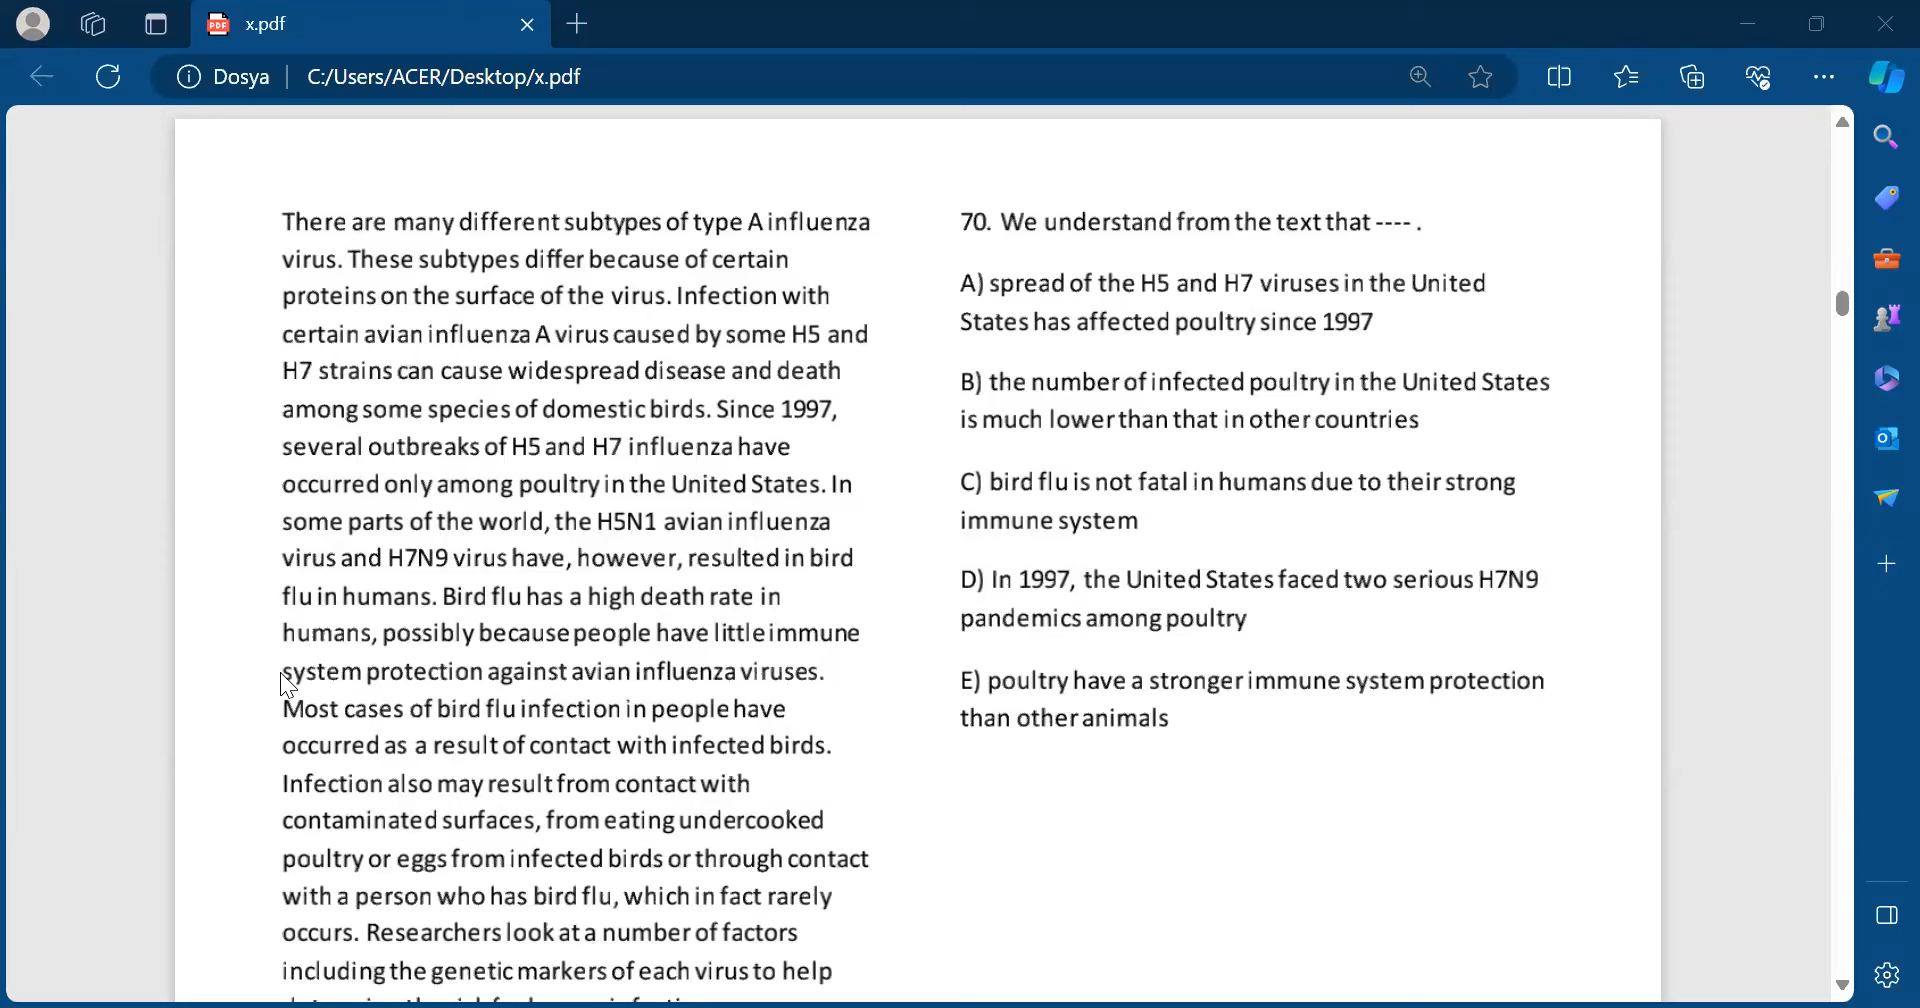 x.pdf
Dosya
C:/Users/ACER/Desktop/x.pdf
There are many different subtypes of type A influenza
virus. These subtypes differ because of certain
proteins on the surface of the virus. Infection with
certain avian influenza A virus caused by some H5 and
H7 strains can cause widespread disease and death
among some species of domestic birds. Since 1997,
several outbreaks of H5 and H7 influenza have
occurred only among poultry in the United States. In
some parts of the world, the H5N1 avian influenza
virus and H7N9 virus have, however, resulted in bird
flu in humans. Bird flu has a high death rate in
humans, possibly because people have little immune
system protection against avian influenza viruses.
Most cases of bird flu infection in people have
occurred as a result of contact with infected birds.
Infection also may result from contact with
contaminated surfaces, from eating undercooked
poultry or eggs from infected birds or through contact
with a person who has bird flu, which in fact rarely
occurs. Researchers look at a number of factors
including the genetic markers of each virus to help
70. We understand from the text that ---- .
A) spread of the H5 and H7 viruses in the United
States has affected poultry since 1997
B) the number of infected poultry in the United States
is much lower than that in other countries
C) bird flu is not fatal in humans due to their strong
immune system
D) In 1997, the United States faced two serious H7N9
pandemics among poultry
E) poultry have a stronger immune system protection
than other animals